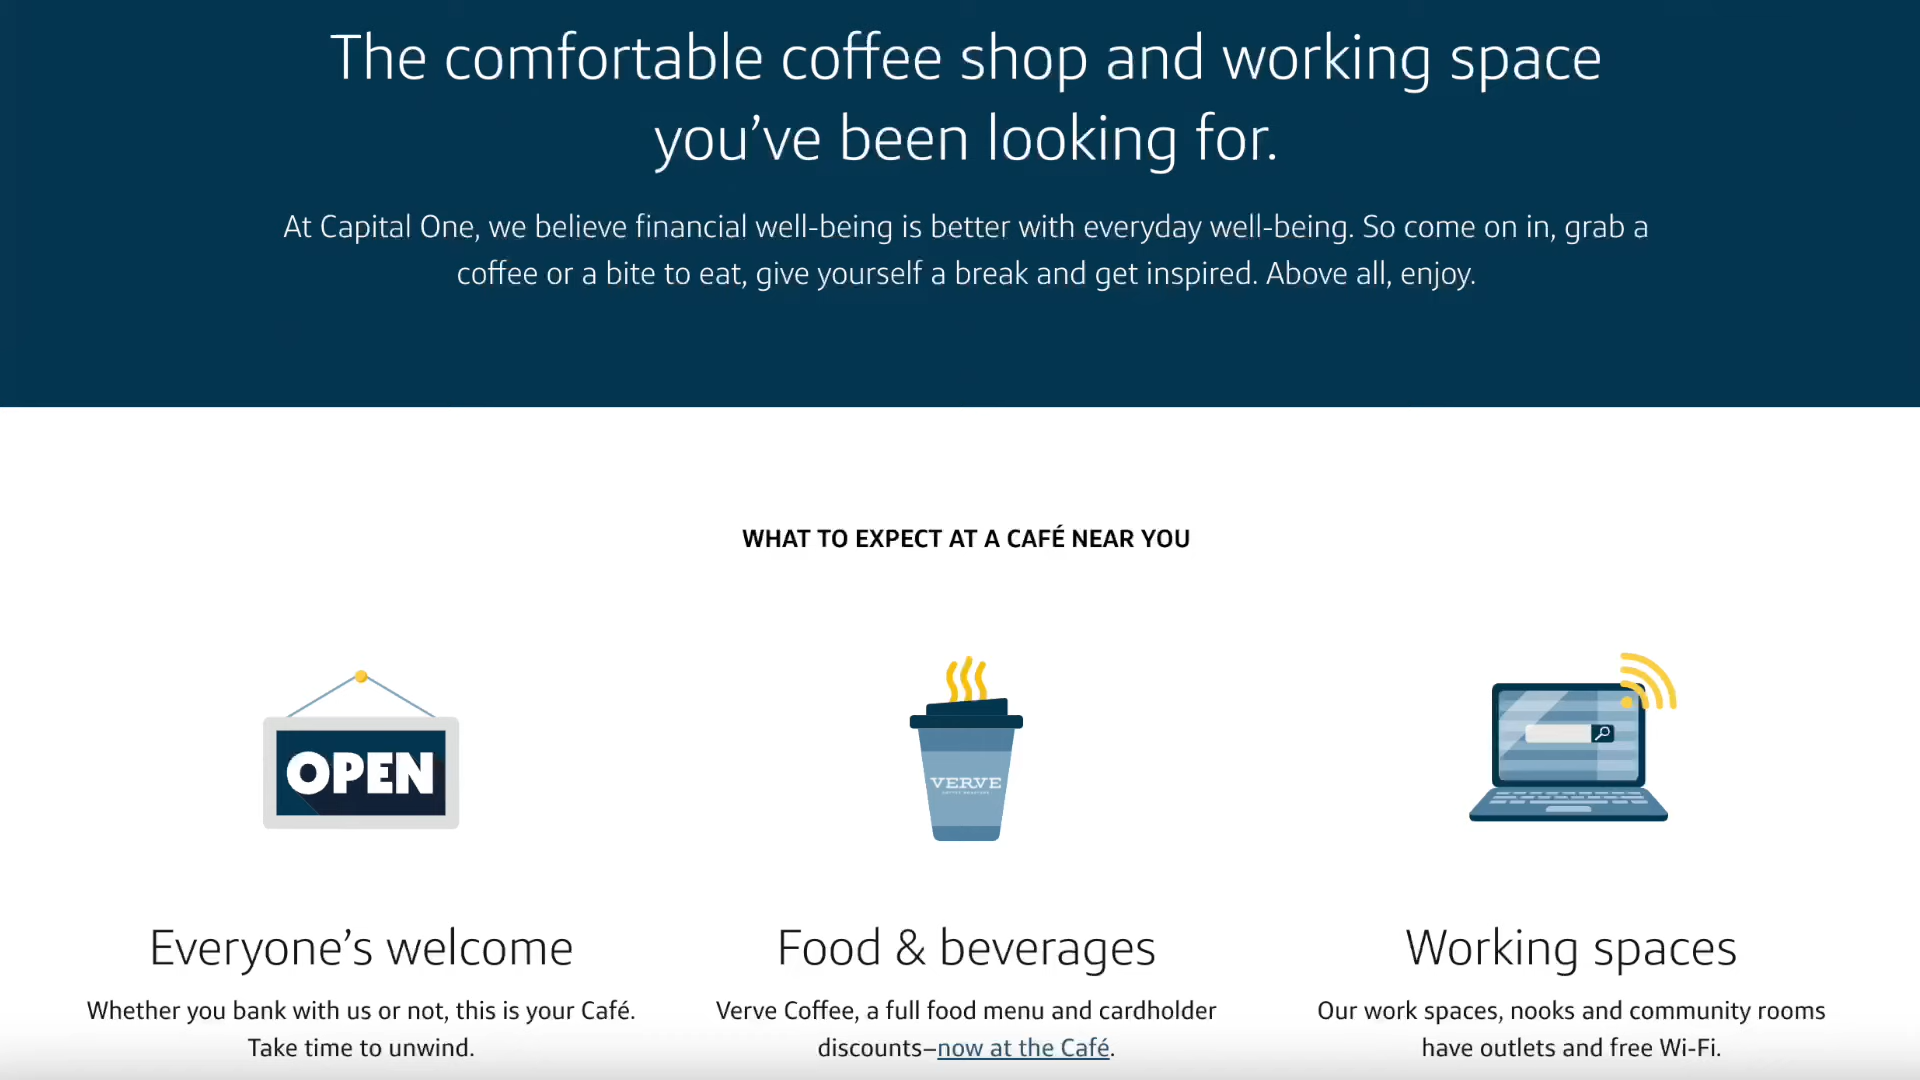 The comfortable coffee shop and working space
you’ve been looking for.
At Capital One, we believe financial well-being is better with everyday well-being. So come on in, grab a
coffee or a bite to eat, give yourself a break and get inspired. Above all, enjoy.
WHAT TO EXPECT AT A CAFÉ NEAR YOU
OPEN
VERVE
Everyone’s welcome
Whether you bank with us or not, this is your Café.
Take time to unwind.
Food & beverages
Verve Coffee, a full food menu and cardholder
discounts–now at the Café.
Working spaces
Our work spaces, nooks and community rooms
have outlets and free Wi-Fi.